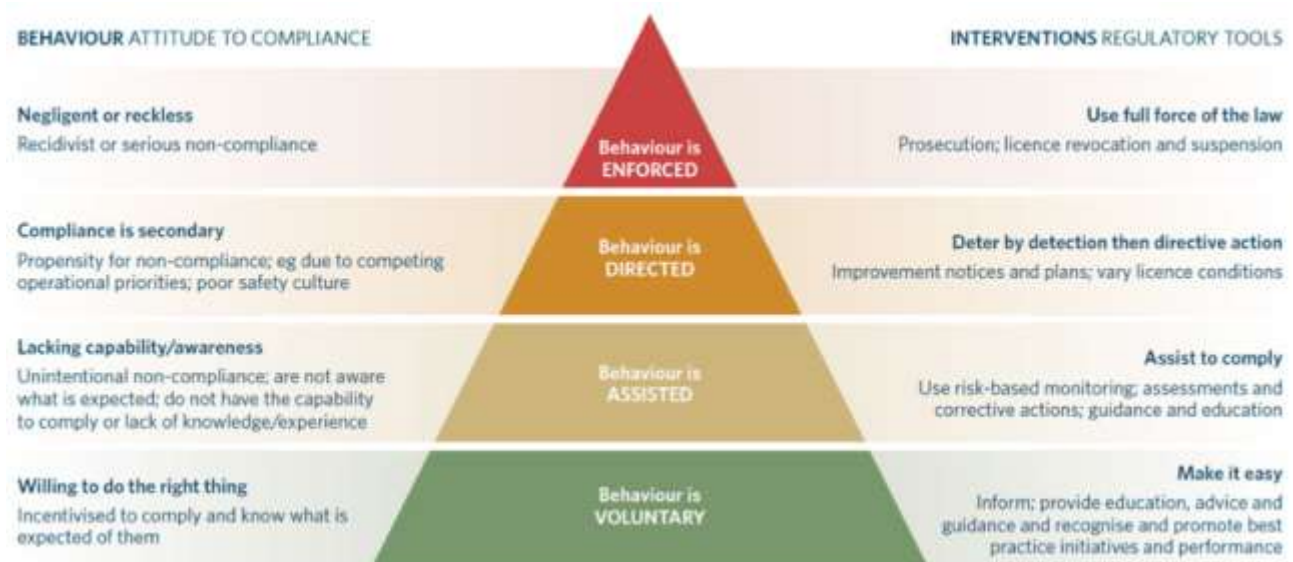 BEHAVIOUR ATTITUDE TO COMPLIANCE
INTERVENTIONS REGULATORY TOOLS
Negligent or reckless
Recidivist or serious non-compliance
Behaviour is
ENFORCED
Use full force of the law
Prosecution; licence revocation and suspension
Compliance is secondary
Propensity for non-compliance; eg due to competing
operational priorities; poor safety culture
Behaviour is
DIRECTED
Deter by detection then directive action
Improvement notices and plans; vary licence conditions
Lacking capability/awareness
Unintentional non-compliance; are not aware
what is expected; do not have the capability
to comply or lack of knowledge/experience
Behaviour is
ASSISTED
Assist to comply
Use risk-based monitoring; assessments and
corrective actions; guidance and education
Willing to do the right thing
Incentivised to comply and know what is
expected of them
Behaviour is
VOLUNTARY
Make it easy
Inform; provide education, advice and
guidance and recognise and promote best
practice initiatives and performance